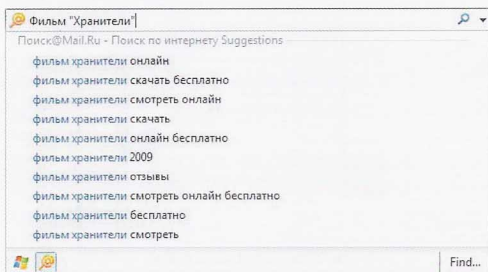 Фильм "Хранители"
Поиск@Mail.Ru - Поиск по интернету Suggestions
фильм хранители онлайн
фильм хранители скачать бесплатно
фильм хранители смотреть онлайн
фильм хранители скачать
фильм хранители онлайн бесплатно
фильм хранители 2009
фильм хранители отзывы
фильм хранители смотреть онлайн бесплатно
фильм хранители бесплатно
фильм хранители смотреть
Find...